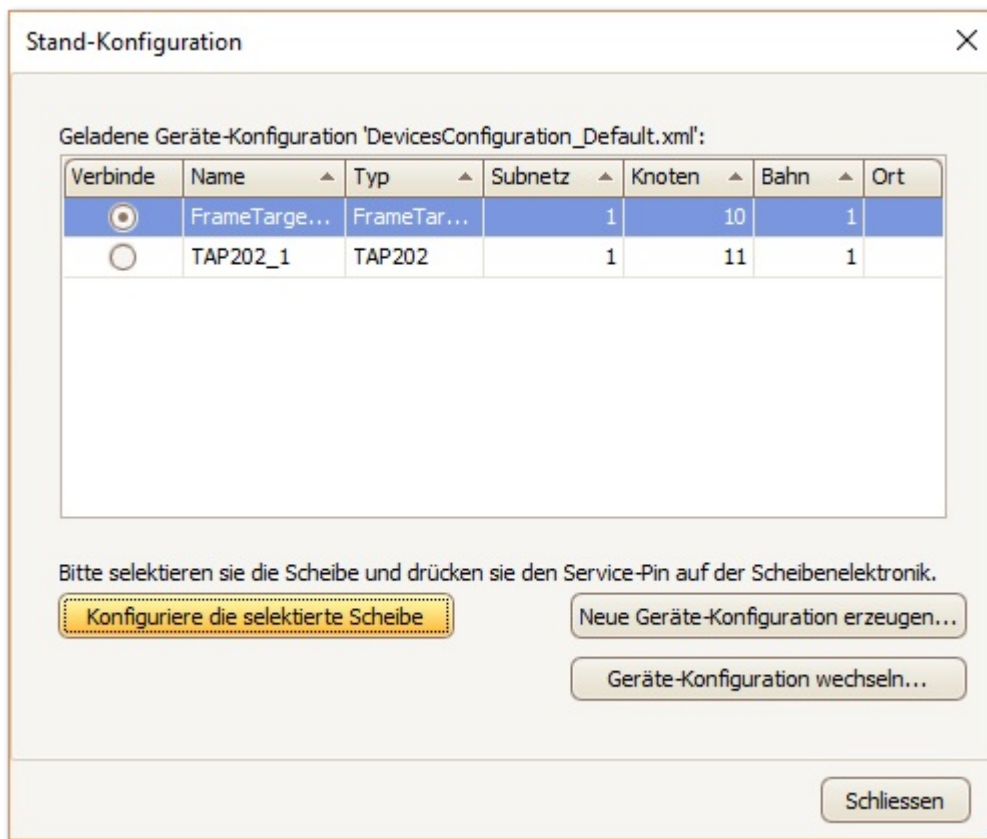 Stand-Konfiguration
Geladene Geräte-Konfiguration 'DevicesConfiguration_Default.xml':
Verbinde Name Typ Subnetz Knoten Bahn Ort
FrameTarge... FrameTar... 1 10 1
TAP202_1 TAP202 1 11 1
Bitte selektieren sie die Scheibe und drücken sie den Service-Pin auf der Scheibenelektronik.
Konfiguriere die selektierte Scheibe Neue Geräte-Konfiguration erzeugen...
Geräte-Konfiguration wechseln...
Schliessen